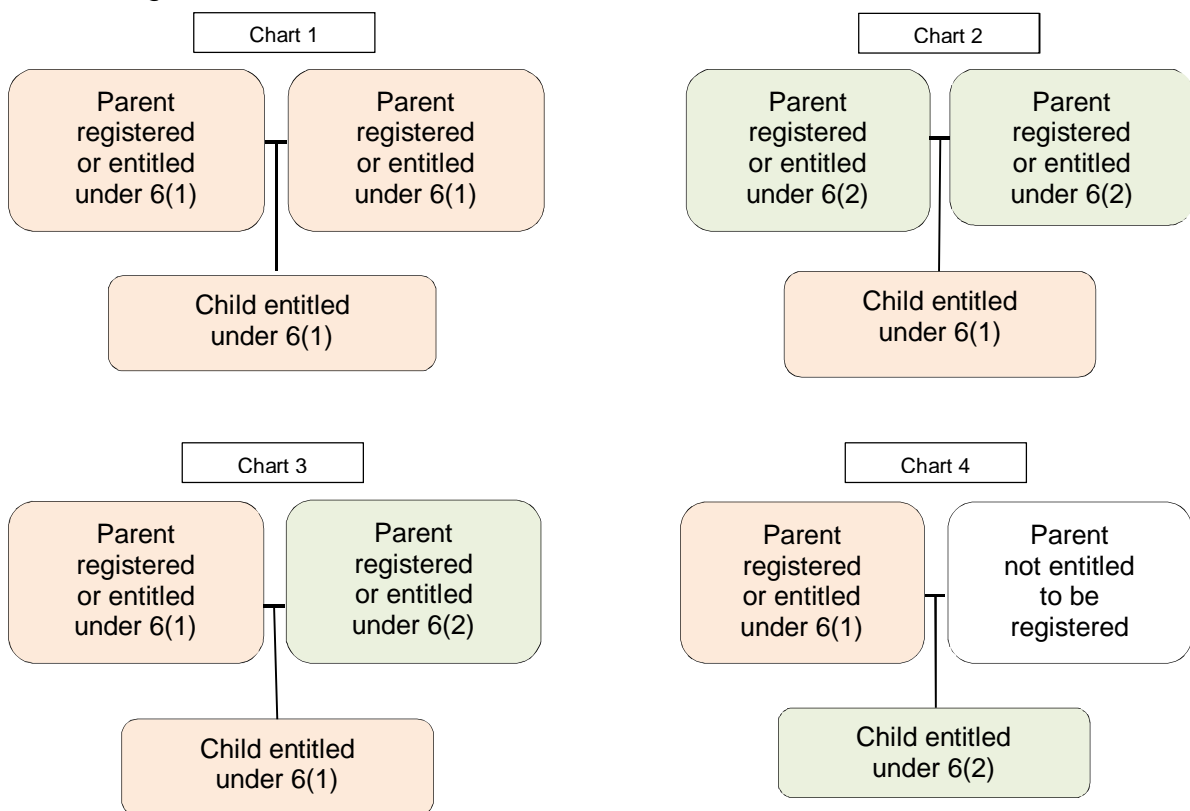 Chart 1
Parent
registered
or entitled
under 6(1)
Parent
registered
or entitled
under 6(1)
Child entitled
under 6(1)
Chart 2
Parent
registered
or entitled
under 6(2)
Parent
registered
or entitled
under 6(2)
Child entitled
under 6(1)
Chart 3
Parent
registered
or entitled
under 6(1)
Parent
registered
or entitled
under 6(2)
Child entitled
under 6(1)
Chart 4
Parent
registered
or entitled
under 6(1)
Parent
not entitled
to be
registered
Child entitled
under 6(2)